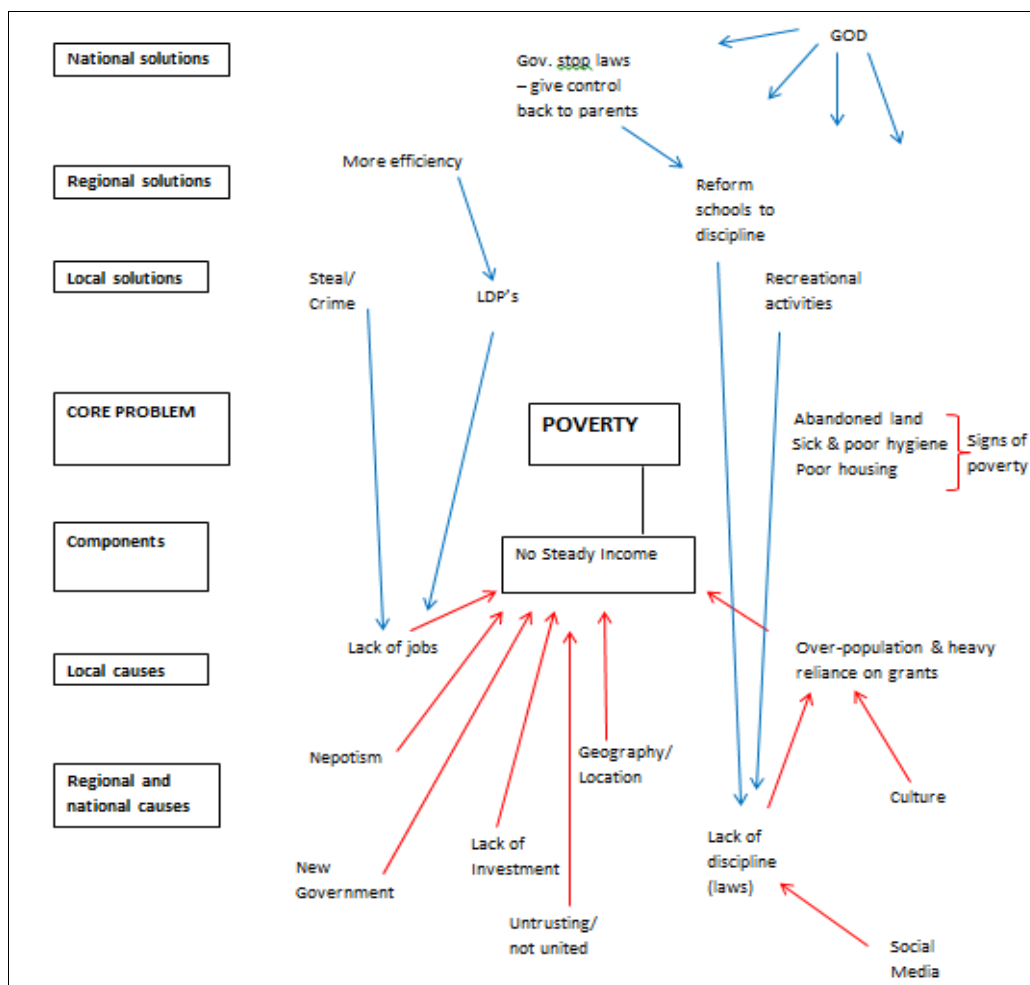 National solutions
GOD
Gov. stop laws
– give control
back to parents
Regional solutions
More efficiency
Reform
schools to
discipline
Local solutions
Steal/
Crime
LDP's
Recreational
activities
CORE PROBLEM
POVERTY
Abandoned land
Sick & poor hygiene
Poor housing
Signs of
poverty
Components
No Steady Income
Local causes
Lack of jobs
Over-population & heavy
reliance on grants
Regional and
national causes
Nepotism
Geography/
Location
Culture
New
Government
Lack of
Investment
Untrusting/
not united
Lack of
discipline
(laws)
Social
Media